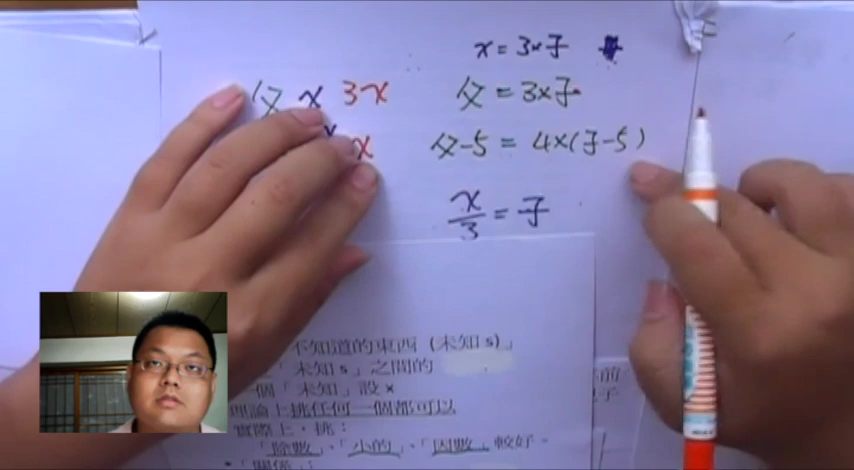 x = 3×子
父 x 3x
父 = 3×子
x
父-5 = 4×(子-5)
x/3 = 子
不知道的東西 (未知s)」
「未知s」之間的
個「未知」設x
理論上挑任何一個都可以
實際上,挑:
「除數」、「小的」、「因數」較好。
「關係」: